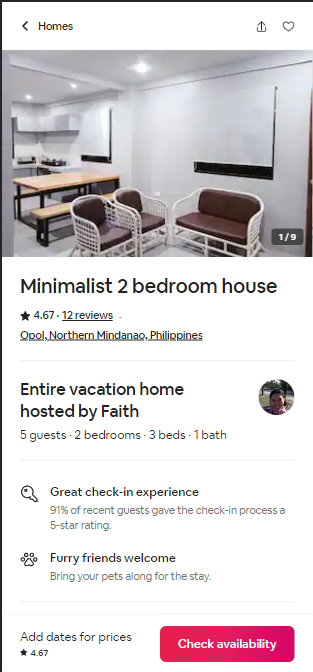 Homes
1 / 9
Minimalist 2 bedroom house
4.67 · 12 reviews ·
Opol, Northern Mindanao, Philippines
Entire vacation home
hosted by Faith
5 guests · 2 bedrooms · 3 beds · 1 bath
Great check-in experience
91% of recent guests gave the check-in process a
5-star rating.
Furry friends welcome
Bring your pets along for the stay.
Add dates for prices
4.67
Check availability